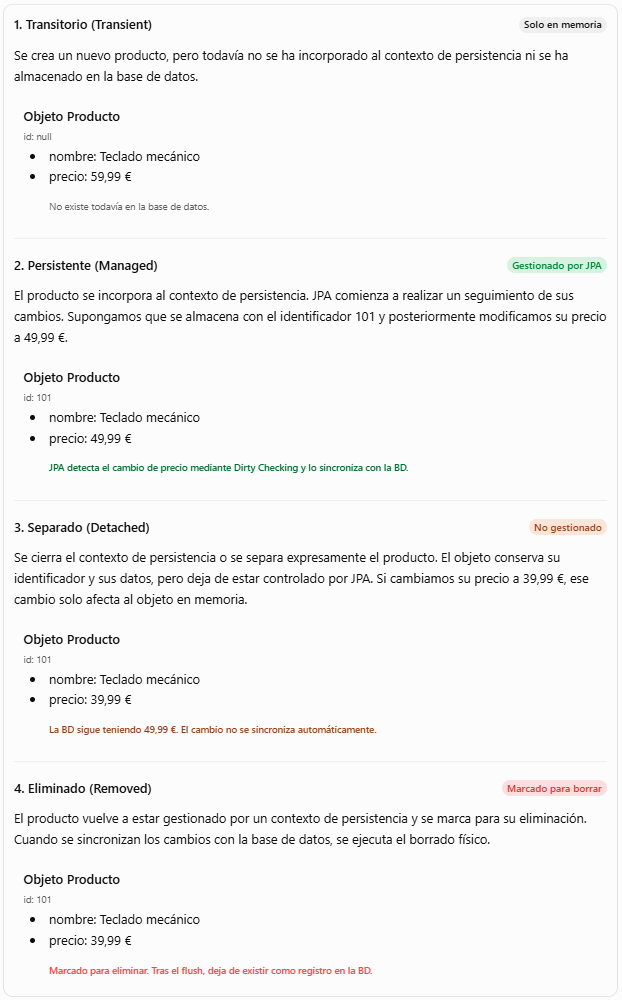 1. Transitorio (Transient)
Solo en memoria
Se crea un nuevo producto, pero todavía no se ha incorporado al contexto de persistencia ni se ha
almacenado en la base de datos.
Objeto Producto
id: null
• nombre: Teclado mecánico
• precio: 59,99 €
No existe todavía en la base de datos.
2. Persistente (Managed)
Gestionado por JPA
El producto se incorpora al contexto de persistencia. JPA comienza a realizar un seguimiento de sus
cambios. Supongamos que se almacena con el identificador 101 y posteriormente modificamos su precio
a 49,99 €.
Objeto Producto
id: 101
• nombre: Teclado mecánico
• precio: 49,99 €
JPA detecta el cambio de precio mediante Dirty Checking y lo sincroniza con la BD.
3. Separado (Detached)
No gestionado
Se cierra el contexto de persistencia o se separa expresamente el producto. El objeto conserva su
identificador y sus datos, pero deja de estar controlado por JPA. Si cambiamos su precio a 39,99 €, ese
cambio solo afecta al objeto en memoria.
Objeto Producto
id: 101
• nombre: Teclado mecánico
• precio: 39,99 €
La BD sigue teniendo 49,99 €. El cambio no se sincroniza automáticamente.
4. Eliminado (Removed)
Marcado para borrar
El producto vuelve a estar gestionado por un contexto de persistencia y se marca para su eliminación.
Cuando se sincronizan los cambios con la base de datos, se ejecuta el borrado físico.
Objeto Producto
id: 101
• nombre: Teclado mecánico
• precio: 39,99 €
Marcado para eliminar. Tras el flush, deja de existir como registro en la BD.